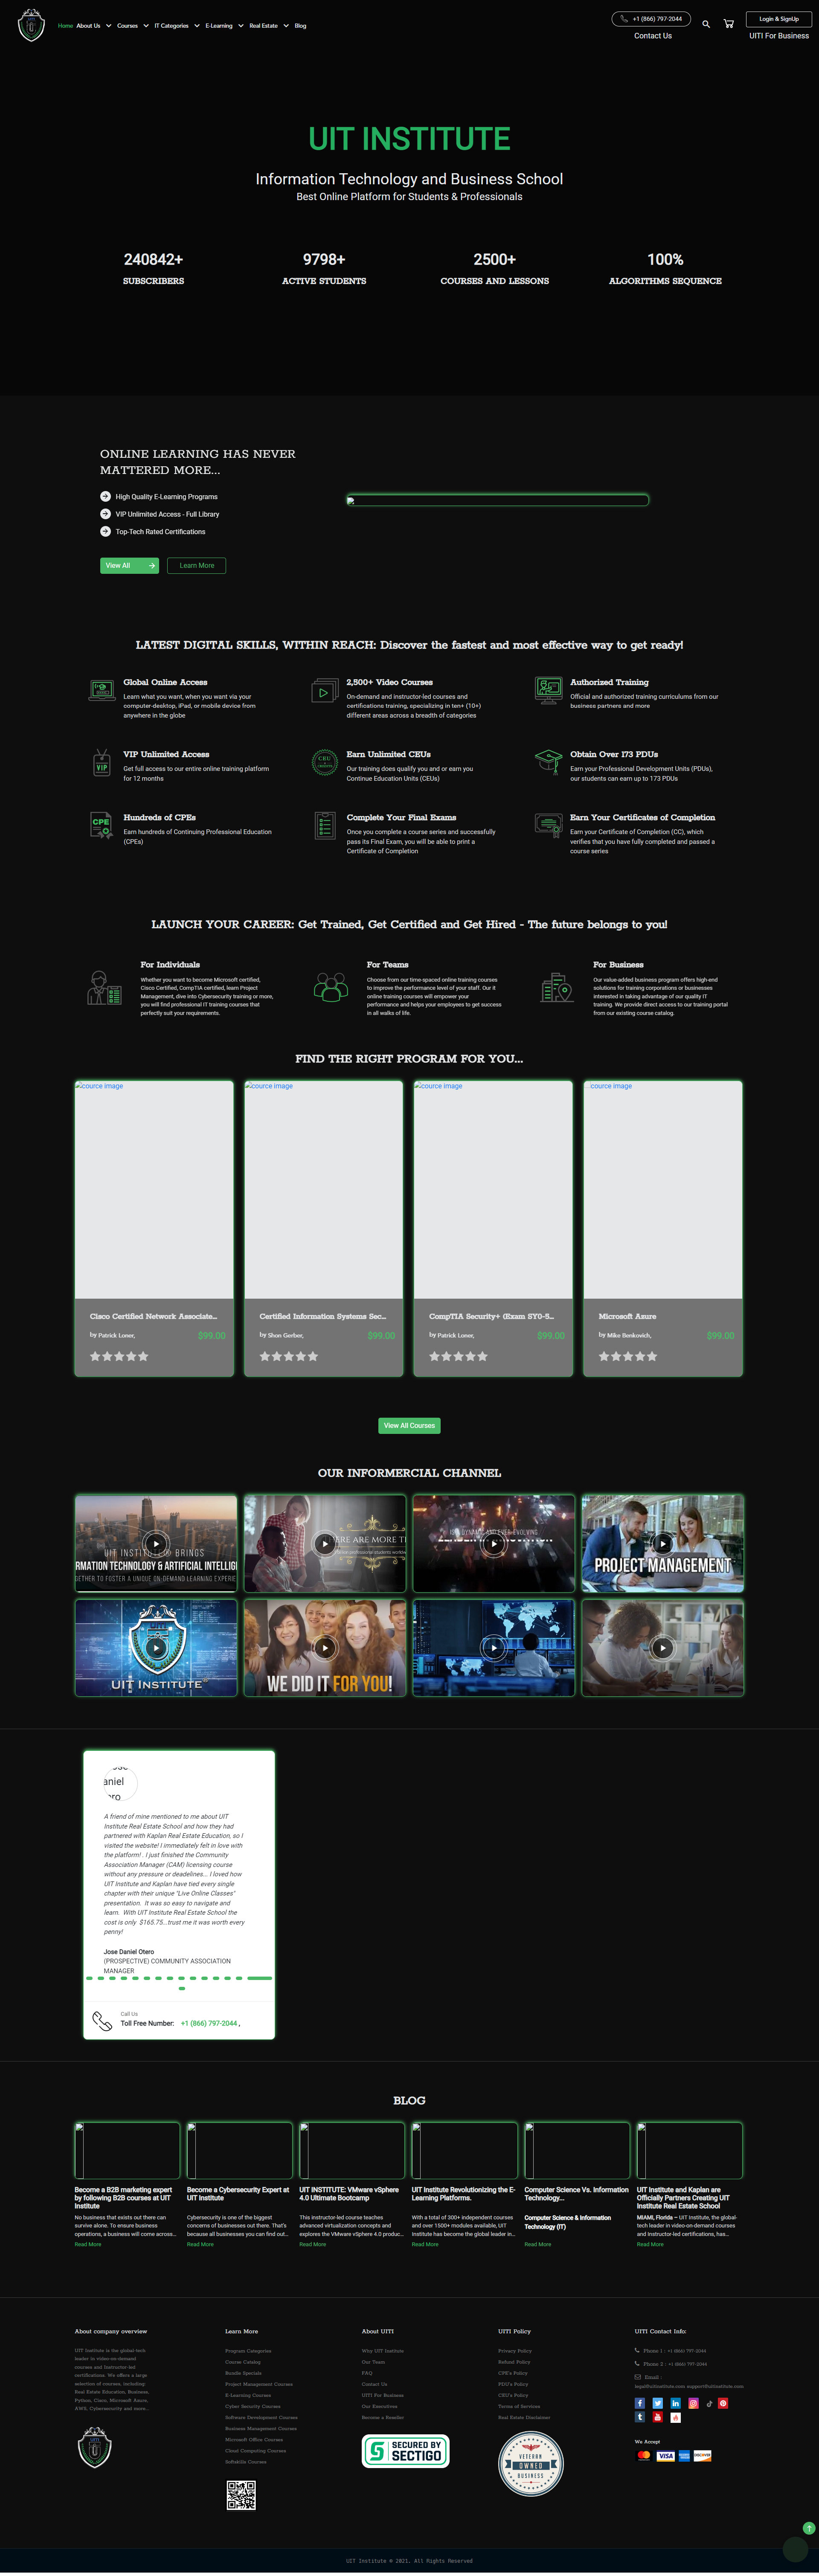 Home About Us Courses IT Categories E-Learning Real Estate Blog
+1 (866) 797-2044
Login & SignUp
Contact Us
UITI For Business
UIT INSTITUTE
Information Technology and Business School
Best Online Platform for Students & Professionals
240842+
9798+
2500+
100%
SUBSCRIBERS
ACTIVE STUDENTS
COURSES AND LESSONS
ALGORITHMS SEQUENCE
ONLINE LEARNING HAS NEVER
MATTERED MORE...
High Quality E-Learning Programs
VIP Unlimited Access - Full Library
Top-Tech Rated Certifications
View All
Learn More
LATEST DIGITAL SKILLS, WITHIN REACH: Discover the fastest and most effective way to get ready!
Global Online Access
Learn what you want, when you want via your
computer-desktop, iPad, or mobile device from
anywhere in the globe
2,500+ Video Courses
On-demand and instructor-led courses and
certifications training, specializing in ten+ (10+)
different areas across a breadth of categories
Authorized Training
Official and authorized training curriculums from our
business partners and more
VIP
VIP Unlimited Access
Get full access to our entire online training platform
for 12 months
CEU
Earn Unlimited CEUs
Our training does qualify you and or earn you
Continue Education Units (CEUs)
Obtain Over 173 PDUs
Earn your Professional Development Units (PDUs),
our students can earn up to 173 PDUs
CPE
Hundreds of CPEs
Earn hundreds of Continuing Professional Education
(CPEs)
Complete Your Final Exams
Once you complete a course series and successfully
pass its Final Exam, you will be able to print a
Certificate of Completion
Earn Your Certificates of Completion
Earn your Certificate of Completion (CC), which
verifies that you have fully completed and passed a
course series
LAUNCH YOUR CAREER: Get Trained, Get Certified and Get Hired - The future belongs to you!
For Individuals
Whether you want to become Microsoft certified,
Cisco Certified, CompTIA certified, learn Project
Management, dive into Cybersecurity training or more,
you will find professional IT training courses that
perfectly suit your requirements.
For Teams
Choose from our time-spaced online training courses
to improve the performance level of your staff. Our it
online training courses will empower your
performance and helps your employees to get success
in all walks of life.
For Business
Our value-added business program offers high-end
solutions for training corporations or businesses
interested in taking advantage of our quality IT
training. We provide direct access to our training portal
from our existing course catalog.
FIND THE RIGHT PROGRAM FOR YOU...
cource image
cource image
cource image
cource image
Cisco Certified Network Associate...
by Patrick Loner,
$99.00
Certified Information Systems Sec...
by Shon Gerber,
$99.00
CompTIA Security+ (Exam SY0-5...
by Patrick Loner,
$99.00
Microsoft Azure
by Mike Benkovich,
$99.00
View All Courses
OUR INFORMERCIAL CHANNEL
UIT INSTITUTE BRINGS
RMATION TECHNOLOGY & ARTIFICIAL INTELLIG
ETHER TO FOSTER A UNIQUE ON-DEMAND LEARNING EXPERIE
ERE ARE MORE T
PROJECT MANAGEMENT
UIT INSTITUTE
WE DID IT FOR YOU!
A friend of mine mentioned to me about UIT
Institute Real Estate School and how they had
partnered with Kaplan Real Estate Education, so I
visited the website! I immediately felt in love with
the platform! . I just finished the Community
Association Manager (CAM) licensing course
without any pressure or deadelines... I loved how
UIT Institute and Kaplan have tied every single
chapter with their unique "Live Online Classes"
presentation. It was so easy to navigate and
learn. With UIT Institute Real Estate School the
cost is only $165.75...trust me it was worth every
penny!
Jose Daniel Otero
(PROSPECTIVE) COMMUNITY ASSOCIATION
MANAGER
Call Us
Toll Free Number: +1 (866) 797-2044 ,
BLOG
Become a B2B marketing expert
by following B2B courses at UIT
Institute
No business that exists out there can
survive alone. To ensure business
operations, a business will come across...
Read More
Become a Cybersecurity Expert at
UIT Institute
Cybersecurity is one of the biggest
concerns of businesses out there. That's
because all businesses you can find out...
Read More
UIT INSTITUTE: VMware vSphere
4.0 Ultimate Bootcamp
This instructor-led course teaches
advanced virtualization concepts and
explores the VMware vSphere 4.0 produc...
Read More
UIT Institute Revolutionizing the E-
Learning Platforms.
With a total of 300+ independent courses
and over 1500+ modules available, UIT
Institute has become the global leader in...
Read More
Computer Science Vs. Information
Technology...
Computer Science & Information
Technology (IT)
Read More
UIT Institute and Kaplan are
Officially Partners Creating UIT
Institute Real Estate School
MIAMI, Florida – UIT Institute, the global-
tech leader in video-on-demand courses
and Instructor-led certifications, has...
Read More
About company overview
UIT Institute is the global-tech
leader in video-on-demand
courses and Instructor-led
certifications. We offers a large
selection of courses, including:
Real Estate Education, Business,
Python, Cisco, Microsoft Azure,
AWS, Cybersecurity and more...
Learn More
Program Categories
Course Catalog
Bundle Specials
Project Management Courses
E-Learning Courses
Cyber Security Courses
Software Development Courses
Business Management Courses
Microsoft Office Courses
Cloud Computing Courses
Softskills Courses
About UITI
Why UIT Institute
Our Team
FAQ
Contact Us
UITI For Business
Our Executives
Become a Reseller
SECURED BY
SECTIGO
UITI Policy
Privacy Policy
Refund Policy
CPE's Policy
PDU's Policy
CEU's Policy
Terms of Services
Real Estate Disclaimer
VETERAN
OWNED
BUSINESS
UITI Contact Info:
Phone 1 : +1 (866) 797-2044
Phone 2 : +1 (866) 797-2044
Email :
legal@uitinstitute.com support@uitinstitute.com
We Accept
VISA
DISCOVER
UIT Institute © 2021, All Rights Reserved